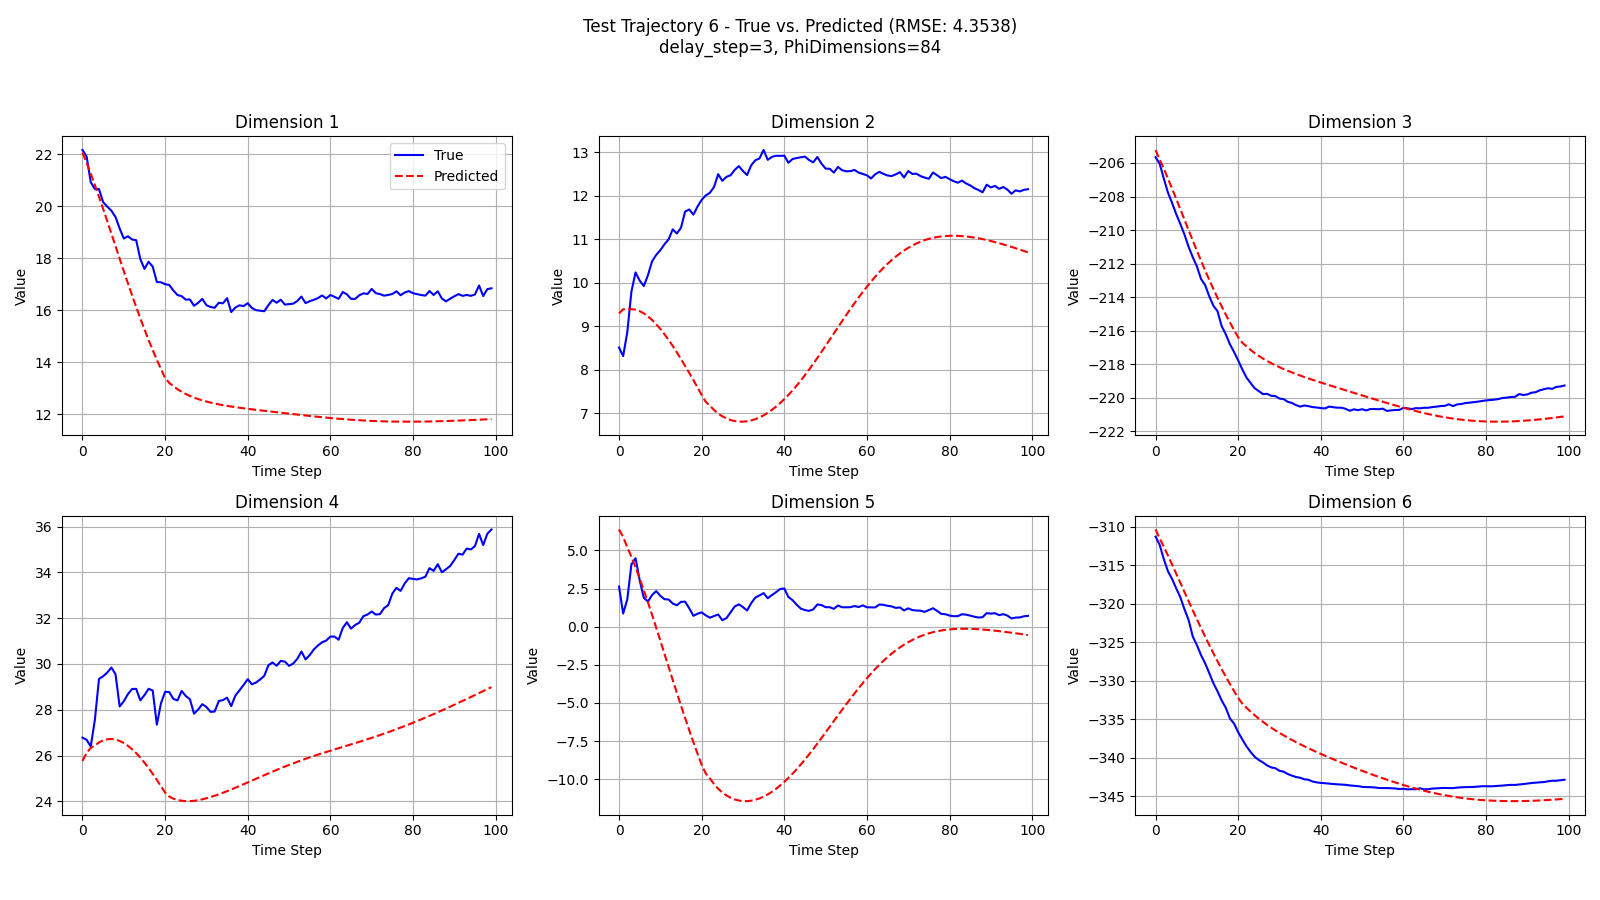 Test Trajectory 6 - True vs. Predicted (RMSE: 4.3538)
delay_step=3, PhiDimensions=84
Dimension 1
22
20
18
16
14
12
0 20 40 60 80 100
Value
Time Step
True
Predicted
Dimension 2
13
12
11
10
9
8
7
0 20 40 60 80 100
Value
Time Step
Dimension 3
−206
−208
−210
−212
−214
−216
−218
−220
−222
0 20 40 60 80 100
Value
Time Step
Dimension 4
36
34
32
30
28
26
24
0 20 40 60 80 100
Value
Time Step
Dimension 5
5.0
2.5
0.0
−2.5
−5.0
−7.5
−10.0
0 20 40 60 80 100
Value
Time Step
Dimension 6
−310
−315
−320
−325
−330
−335
−340
−345
0 20 40 60 80 100
Value
Time Step